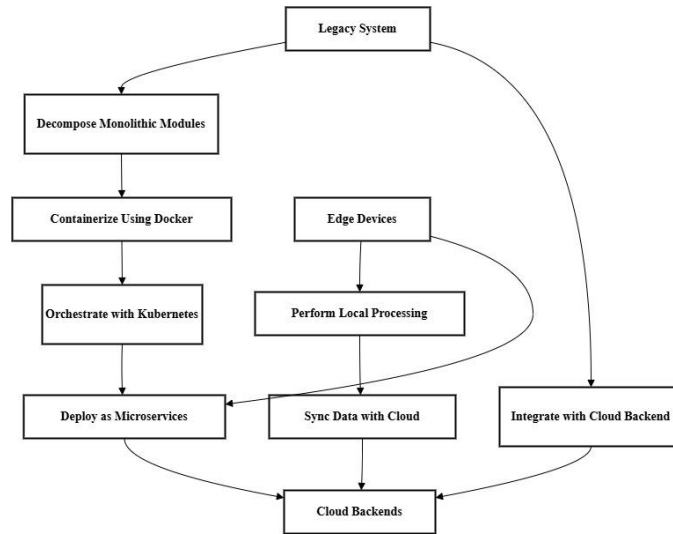 Legacy System
Decompose Monolithic Modules
Containerize Using Docker
Edge Devices
Orchestrate with Kubernetes
Perform Local Processing
Deploy as Microservices
Sync Data with Cloud
Integrate with Cloud Backend
Cloud Backends